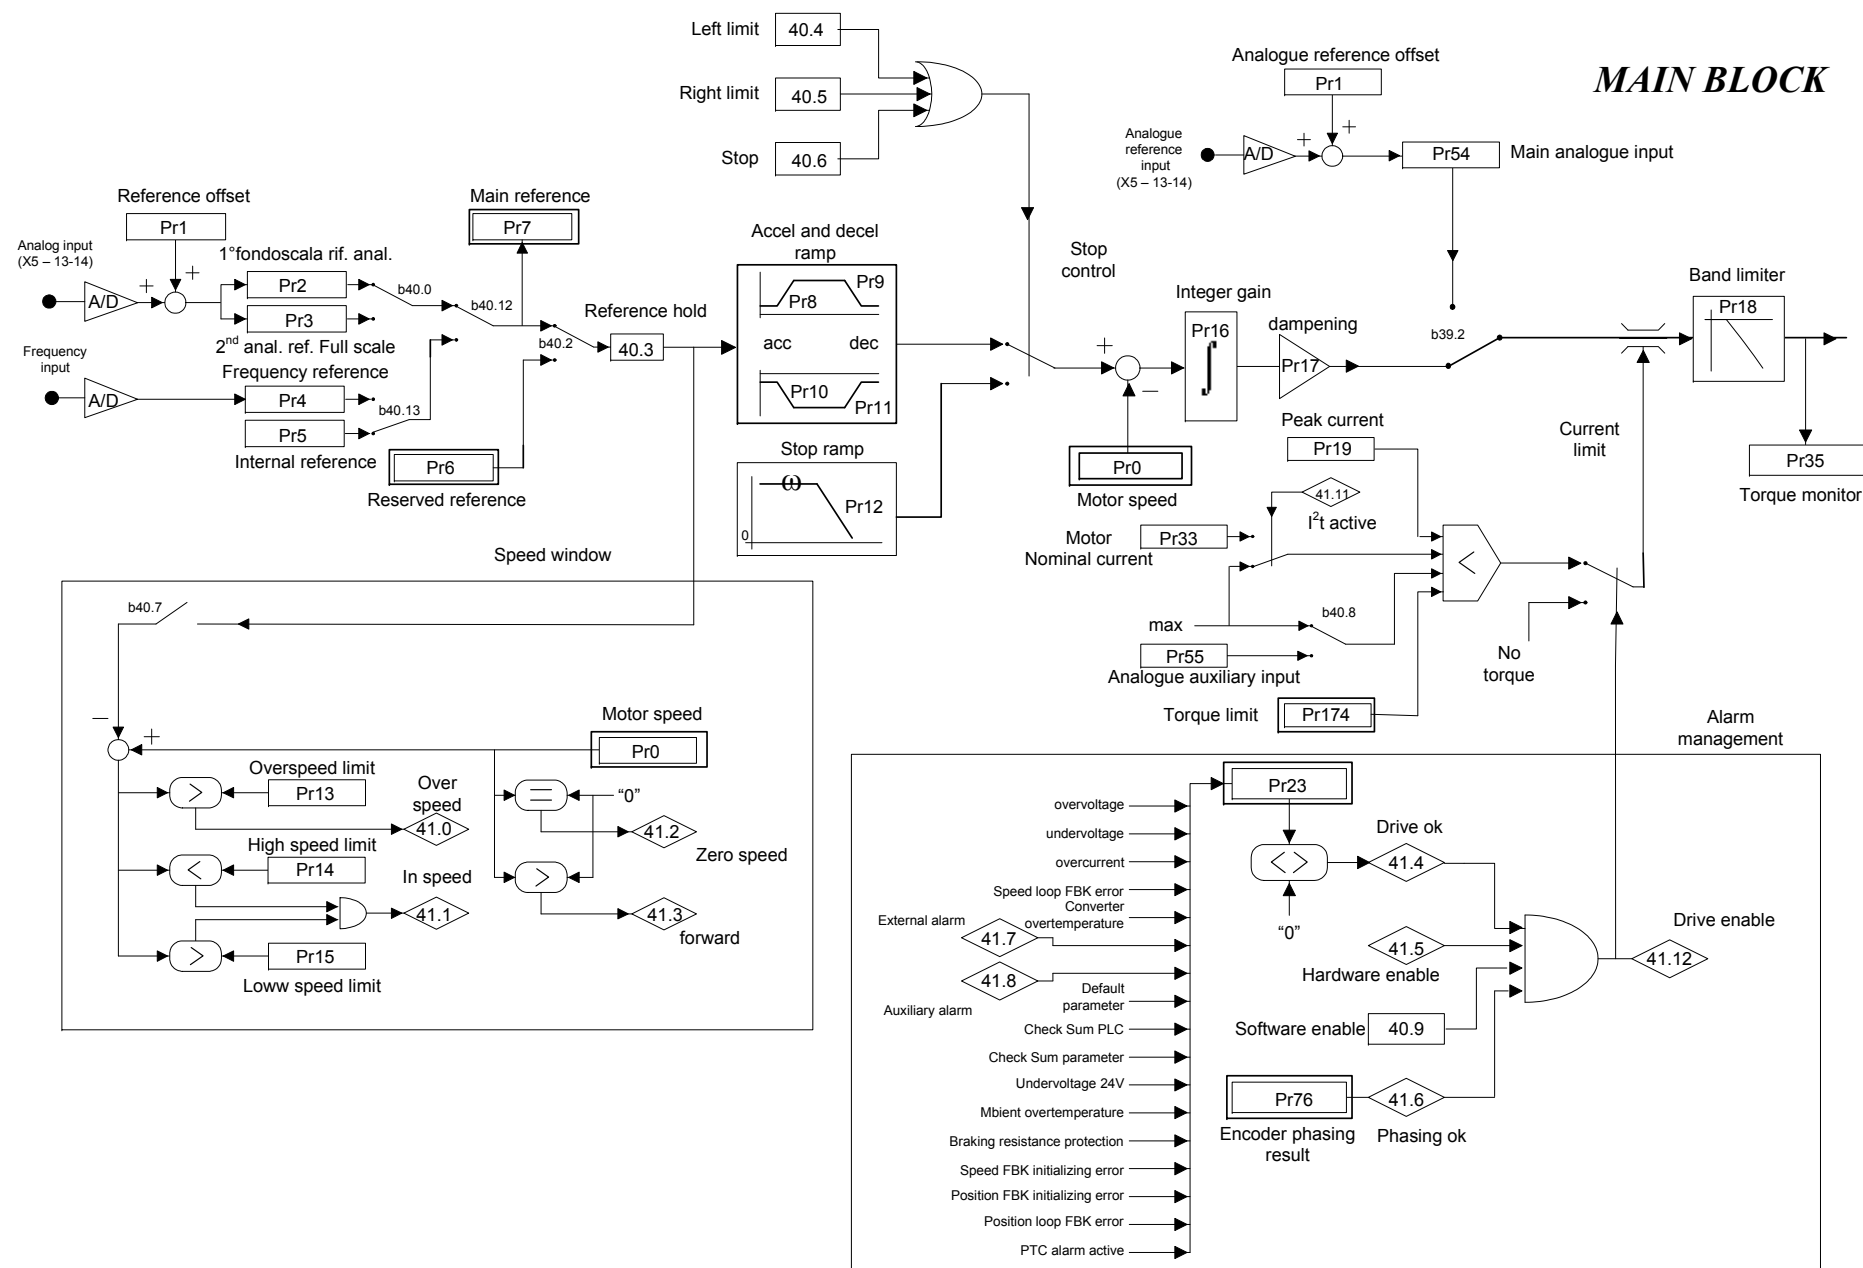 MAIN BLOCK
Left limit
40.4
Right limit
40.5
Stop
40.6
Analogue reference offset
Pr1
Analogue
reference
input
(X5 – 13-14)
A/D
+
+
Pr54
Main analogue input
Reference offset
Pr1
Analog input
(X5 – 13-14)
A/D
+
+
1°fondoscala rif. anal.
Pr2
Pr3
2nd anal. ref. Full scale
b40.0
b40.12
Main reference
Pr7
Frequency
input
A/D
Frequency reference
Pr4
Pr5
Internal reference
b40.13
b40.2
Pr6
Reserved reference
Reference hold
40.3
Accel and decel
ramp
Pr9
Pr8
acc
dec
Pr10
Pr11
Stop ramp
ω
Pr12
0
Stop
control
+
−
Integer gain
Pr16
∫
dampening
Pr17
Pr0
Motor speed
b39.2
Band limiter
Pr18
Current
limit
Pr35
Torque monitor
Peak current
Pr19
41.11
I2t active
Motor
Nominal current
Pr33
max
b40.8
Pr55
Analogue auxiliary input
Torque limit
Pr174
<
No
torque
Speed window
b40.7
−
+
Motor speed
Pr0
Overspeed limit
>
Pr13
Over
speed
41.0
High speed limit
<
Pr14
In speed
41.1
>
Pr15
Loww speed limit
=
“0”
41.2
Zero speed
>
41.3
forward
Alarm
management
overvoltage
undervoltage
overcurrent
Speed loop FBK error
Converter
overtemperature
External alarm
41.7
41.8
Auxiliary alarm
Default
parameter
Check Sum PLC
Check Sum parameter
Undervoltage 24V
Mbient overtemperature
Braking resistance protection
Speed FBK initializing error
Position FBK initializing error
Position loop FBK error
PTC alarm active
Pr23
<>
“0”
Drive ok
41.4
41.5
Hardware enable
Software enable
40.9
Pr76
Encoder phasing
result
41.6
Phasing ok
Drive enable
41.12